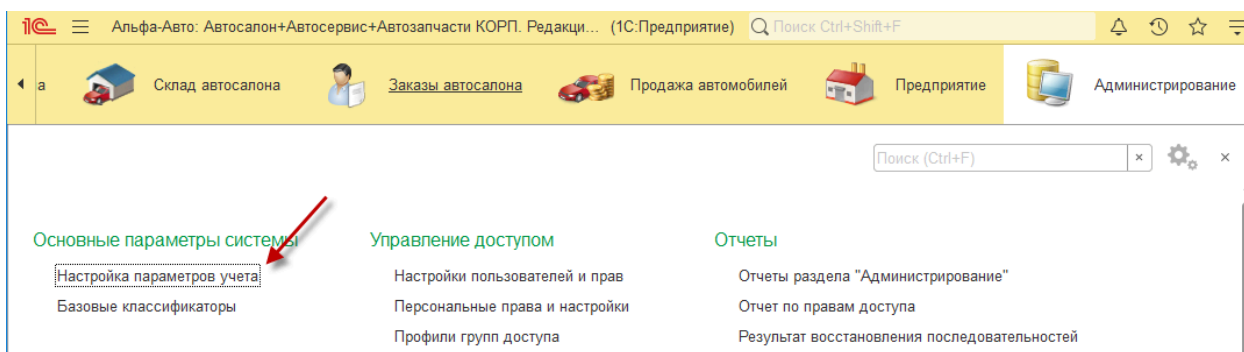 1С Альфа-Авто: Автосалон+Автосервис+Автозапчасти КОРП. Редакци... (1С:Предприятие) Поиск Ctrl+Shift+F
а Склад автосалона Заказы автосалона Продажа автомобилей Предприятие Администрирование
Поиск (Ctrl+F) × ×
Основные параметры системы Управление доступом Отчеты
Настройка параметров учета Настройки пользователей и прав Отчеты раздела "Администрирование"
Базовые классификаторы Персональные права и настройки Отчет по правам доступа
Профили групп доступа Результат восстановления последовательностей